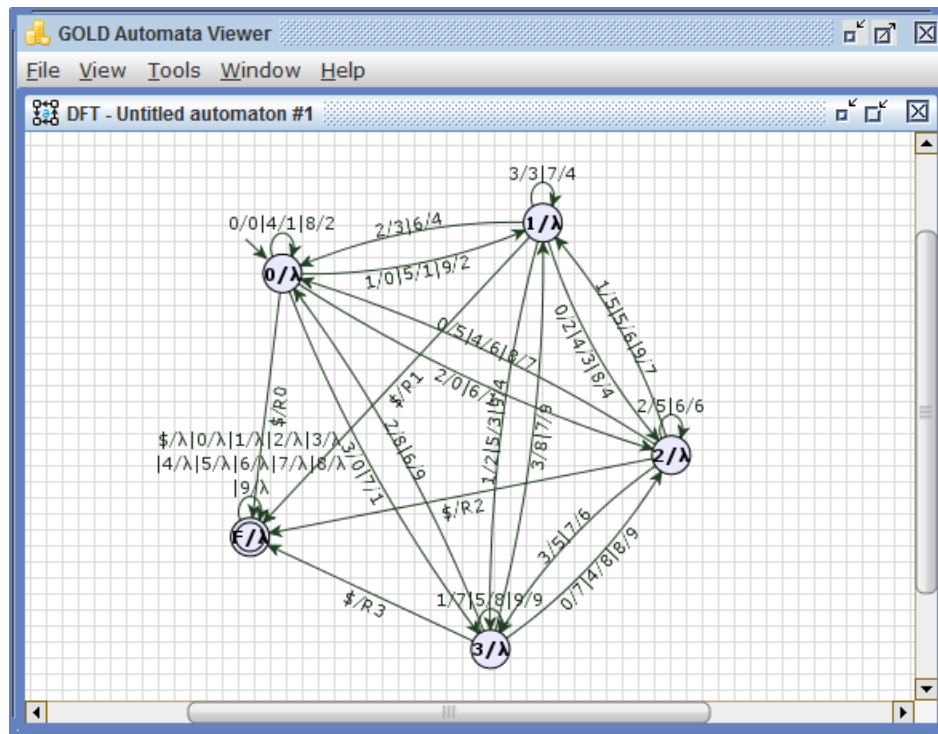 GOLD Automata Viewer
File View Tools Window Help
DFT - Untitled automaton #1
3/3|7/4
0/0|4/1|8/2
2/3|6/4
1/λ
0/λ
1/0|5/1|9/2
1/5|5/6|9/7
0/2|4/3|8/4
0/5|4/6|8/7
2/0|6/1
$/R1
$/R0
2/5|6/6
1/2|5/3|9/4
3/8|7/9
2/8|6/9
3/0|7/1
$/λ|0/λ|1/λ|2/λ|3/λ
|4/λ|5/λ|6/λ|7/λ|8/λ
|9/λ
2/λ
$/R2
F/λ
3/5|7/6
0/7|4/8|8/9
$/R3
1/7|5/8|9/9
3/λ